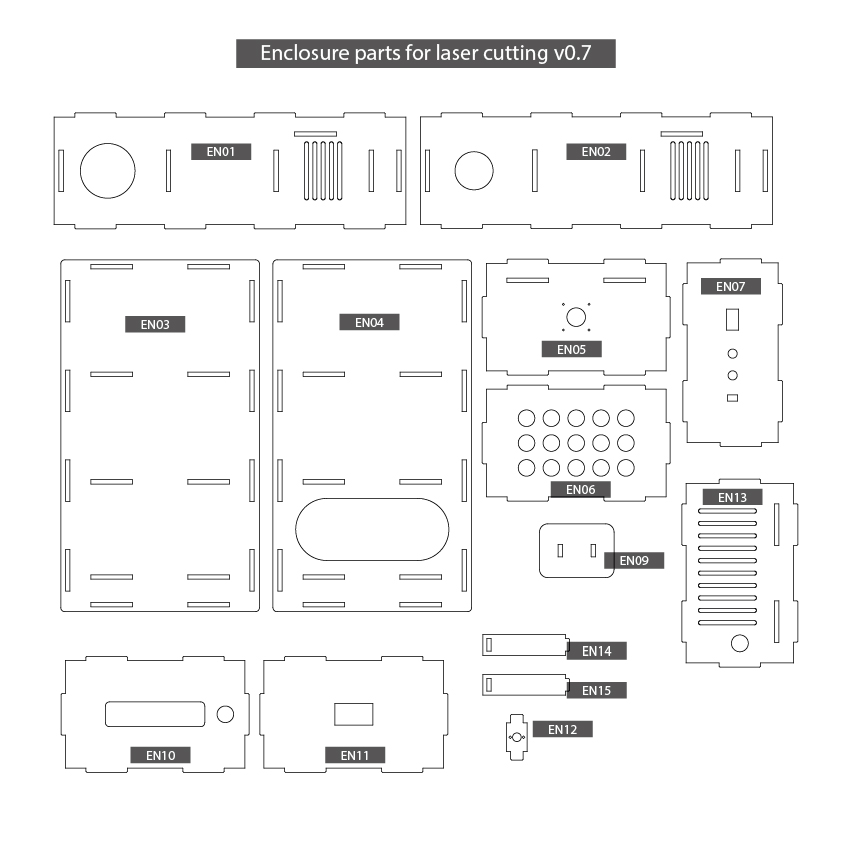 Enclosure parts for laser cutting v0.7
EN01
EN02
EN03
EN04
EN05
EN07
EN06
EN13
EN09
EN14
EN15
EN12
EN10
EN11